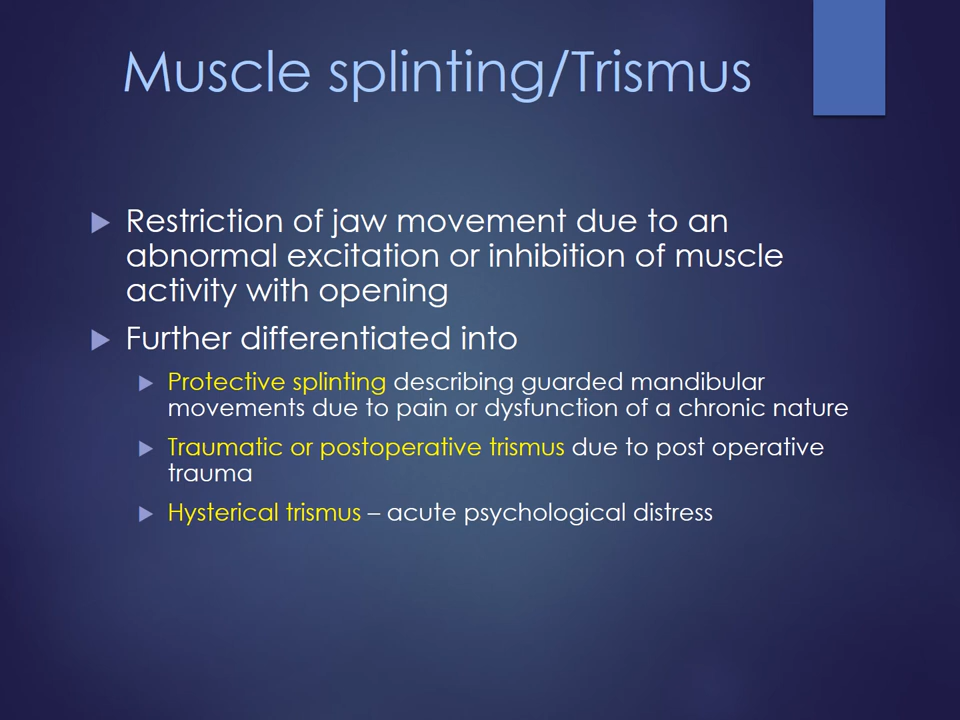 Muscle splinting/Trismus
Restriction of jaw movement due to an
abnormal excitation or inhibition of muscle
activity with opening
Further differentiated into
Protective splinting describing guarded mandibular
movements due to pain or dysfunction of a chronic nature
Traumatic or postoperative trismus due to post operative
trauma
Hysterical trismus – acute psychological distress